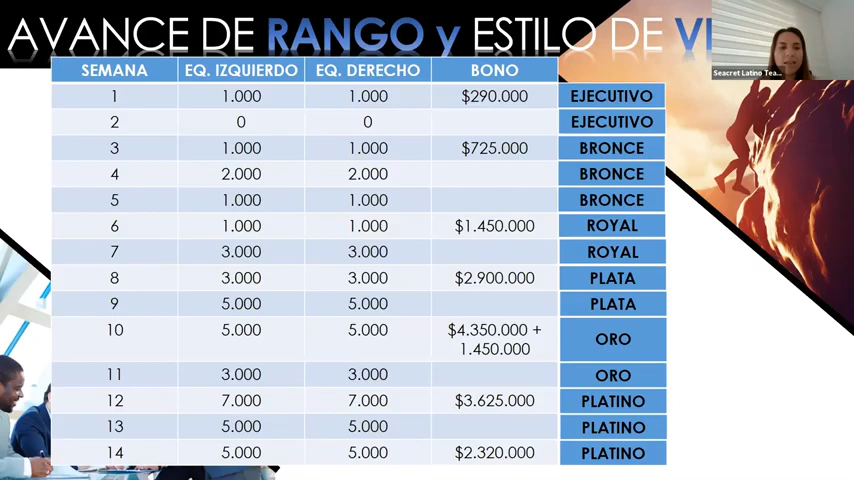 AVANCE DE RANGO y ESTILO DE
Seacret Latino Tea...
SEMANA EQ. IZQUIERDO EQ. DERECHO BONO
1 1.000 1.000 $290.000 EJECUTIVO
2 0 0 EJECUTIVO
3 1.000 1.000 $725.000 BRONCE
4 2.000 2.000 BRONCE
5 1.000 1.000 BRONCE
6 1.000 1.000 $1.450.000 ROYAL
7 3.000 3.000 ROYAL
8 3.000 3.000 $2.900.000 PLATA
9 5.000 5.000 PLATA
10 5.000 5.000 $4.350.000 +
1.450.000 ORO
11 3.000 3.000 ORO
12 7.000 7.000 $3.625.000 PLATINO
13 5.000 5.000 PLATINO
14 5.000 5.000 $2.320.000 PLATINO